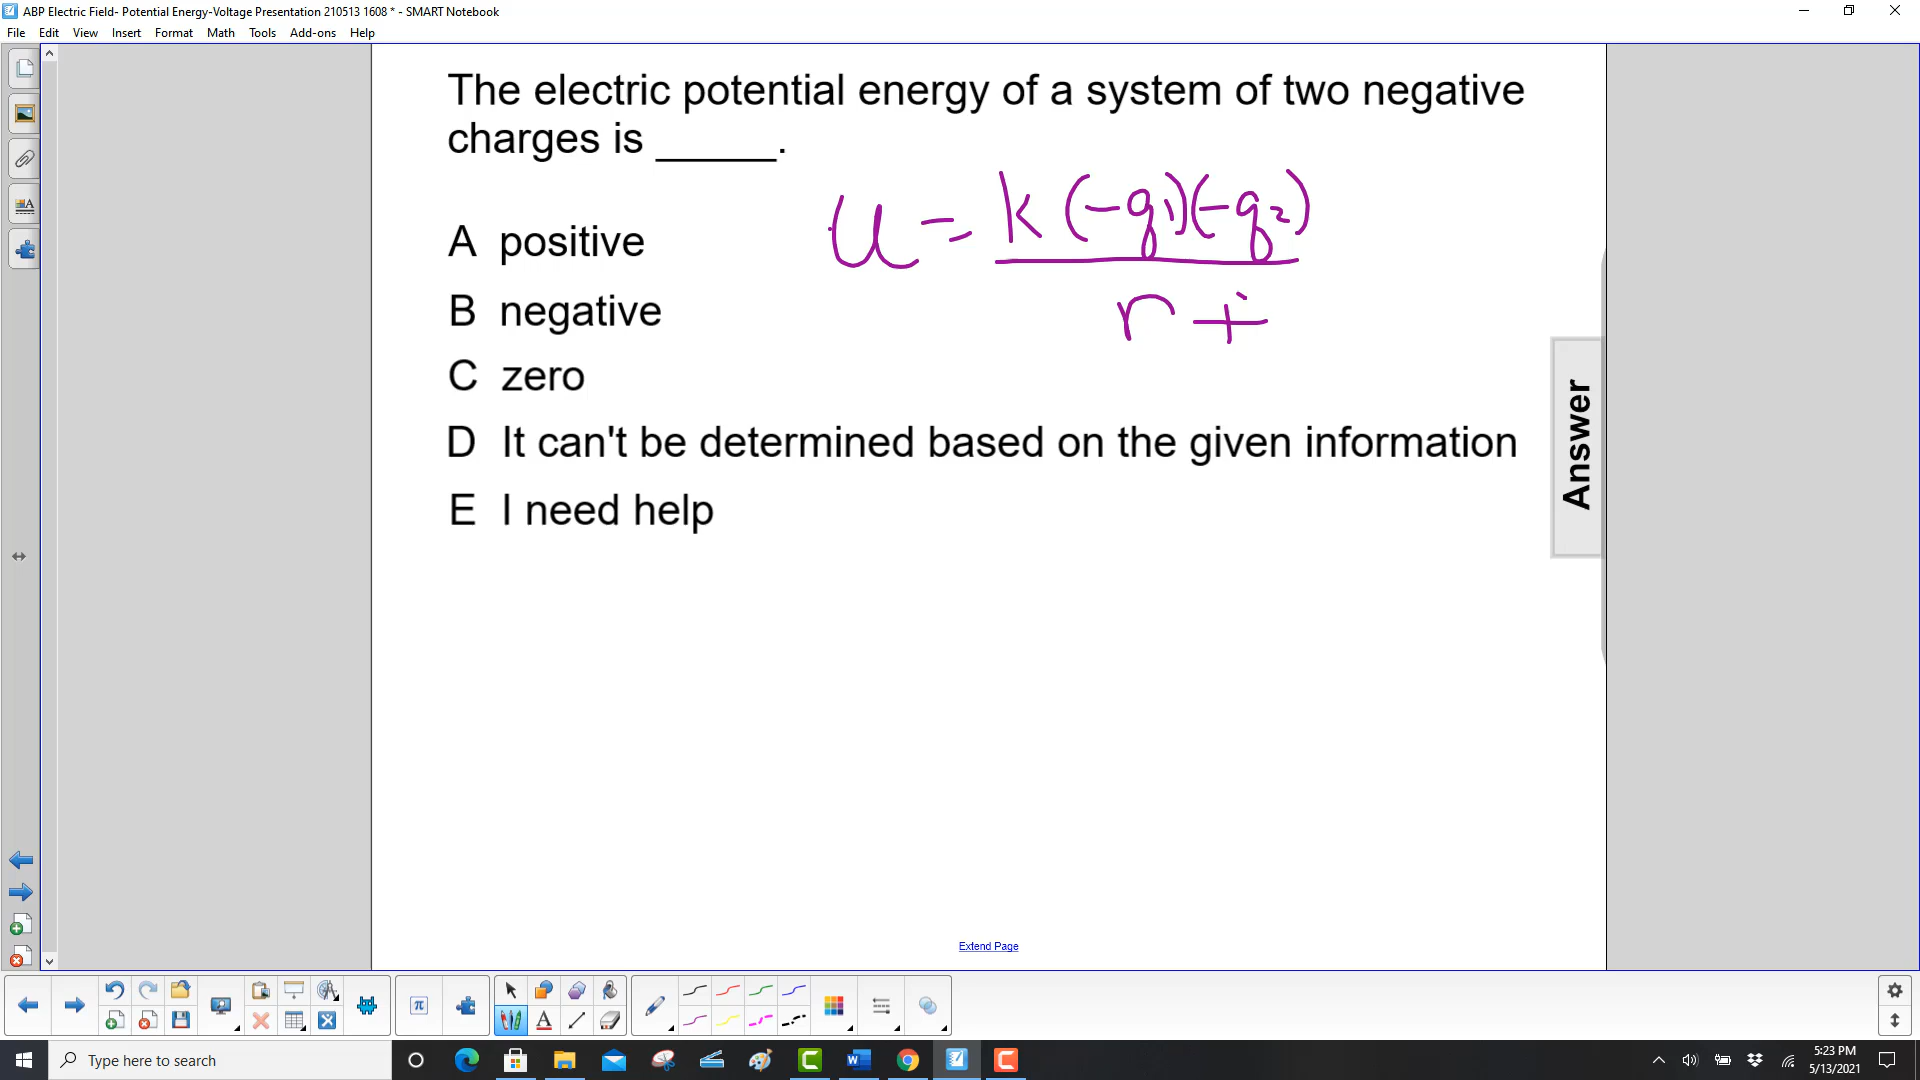 ABP Electric Field- Potential Energy-Voltage Presentation 210513 1608 * - SMART Notebook
File Edit View Insert Format Math Tools Add-ons Help
The electric potential energy of a system of two negative
charges is _____.
u = k(-q1)(-q2)
r +
A positive
B negative
C zero
D It can't be determined based on the given information
E I need help
Answer
Extend Page
π
A
Type here to search
5:23 PM
5/13/2021